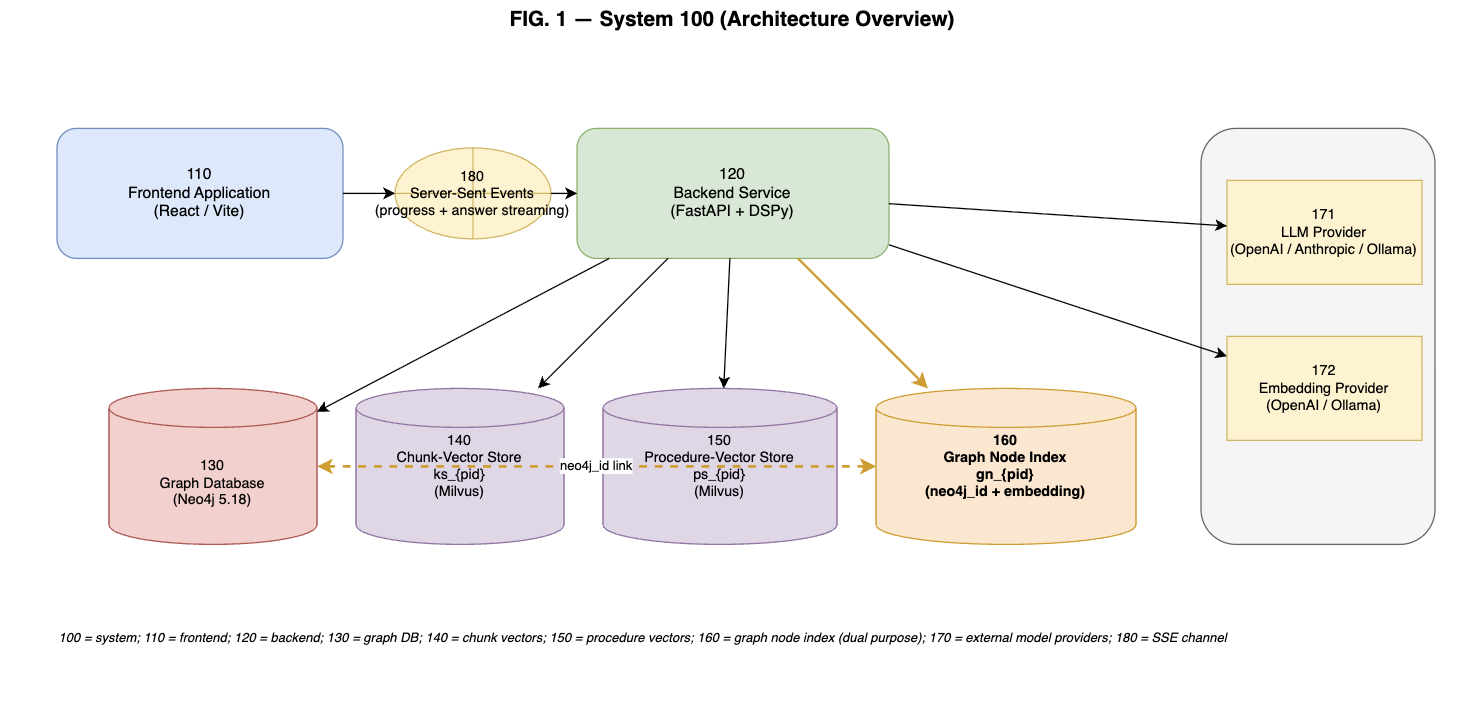 FIG. 1 — System 100 (Architecture Overview)
110
Frontend Application
(React / Vite)
180
Server-Sent Events
(progress + answer streaming)
120
Backend Service
(FastAPI + DSPy)
171
LLM Provider
(OpenAI / Anthropic / Ollama)
172
Embedding Provider
(OpenAI / Ollama)
130
Graph Database
(Neo4j 5.18)
140
Chunk-Vector Store
ks_{pid}
(Milvus)
neo4j_id link
150
Procedure-Vector Store
ps_{pid}
(Milvus)
160
Graph Node Index
gn_{pid}
(neo4j_id + embedding)
100 = system; 110 = frontend; 120 = backend; 130 = graph DB; 140 = chunk vectors; 150 = procedure vectors; 160 = graph node index (dual purpose); 170 = external model providers; 180 = SSE channel